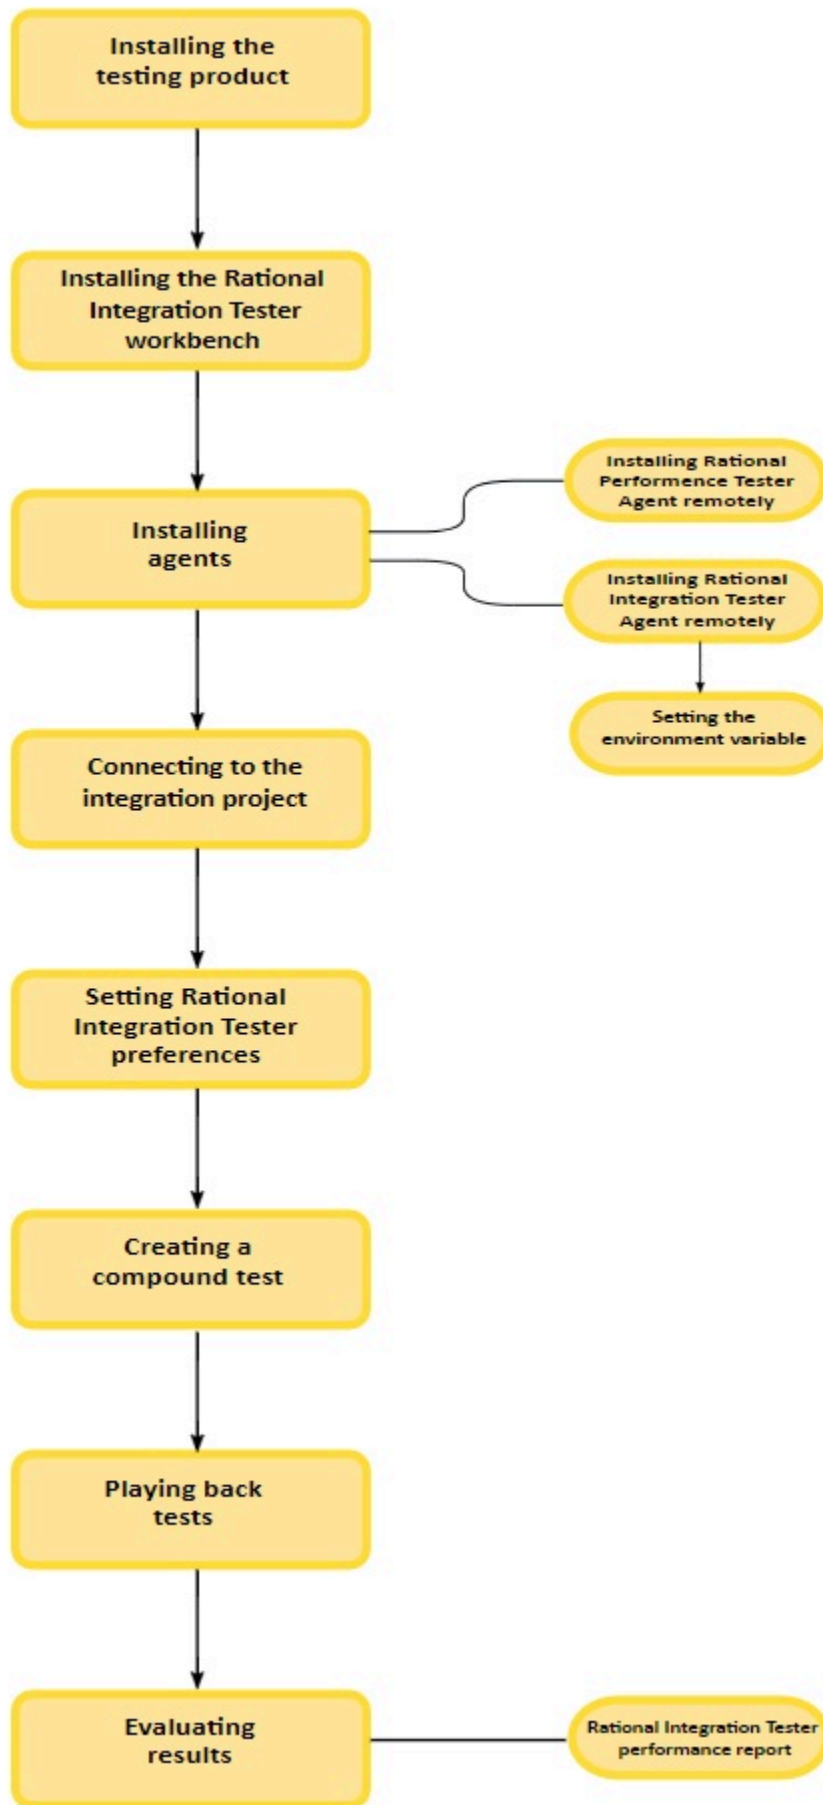 Installing the
testing product
Installing the Rational
Integration Tester
workbench
Installing
agents
Installing Rational
Performence Tester
Agent remotely
Installing Rational
Integration Tester
Agent remotely
Setting the
environment variable
Connecting to the
integration project
Setting Rational
Integration Tester
preferences
Creating a
compound test
Playing back
tests
Evaluating
results
Rational Integration Tester
performance report